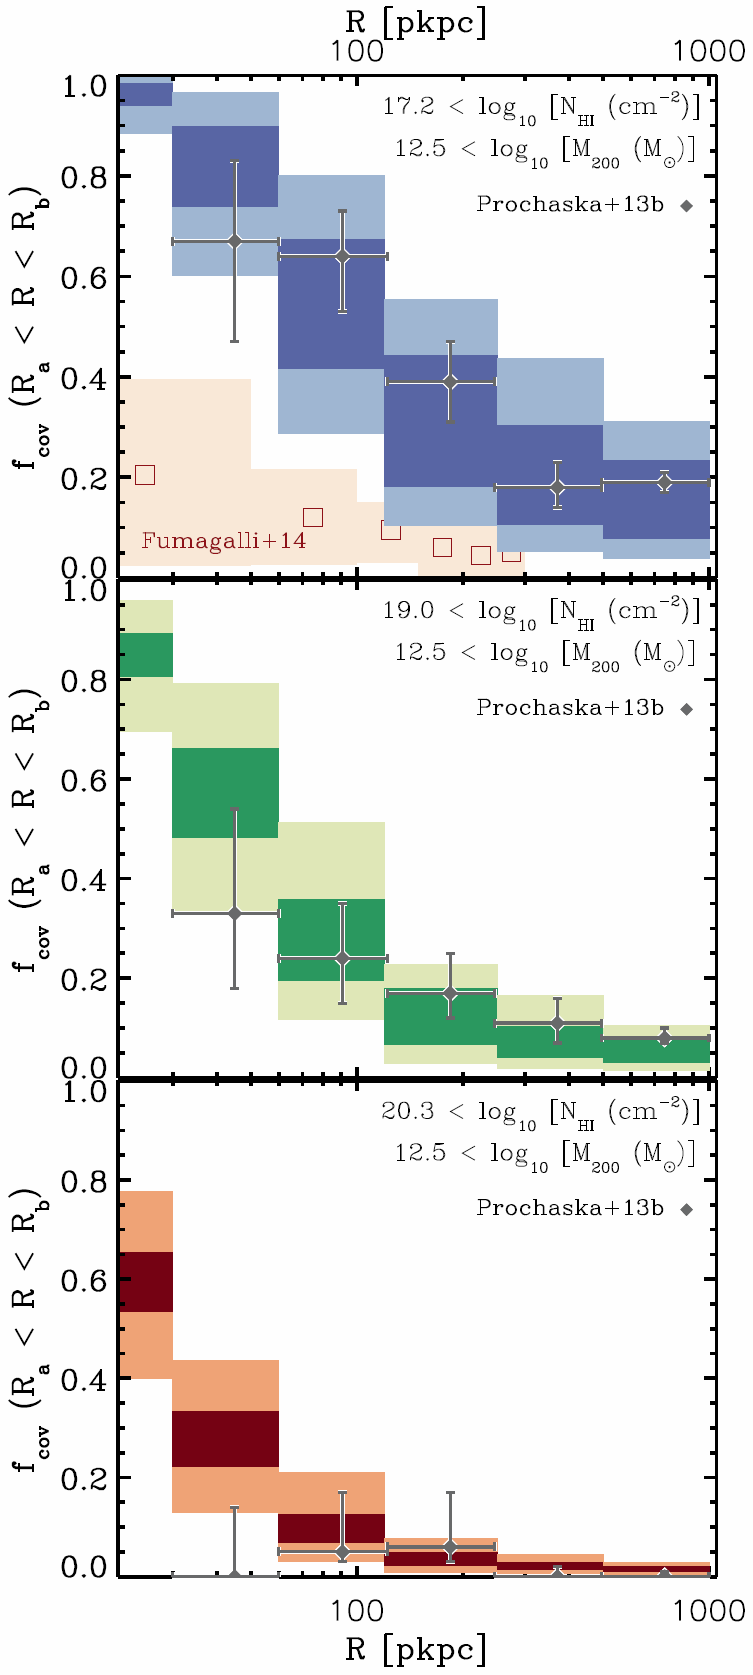 R [pkpc]
100 1000
17.2 < log10 [NHI (cm−2)]
12.5 < log10 [M200 (M⊙)]
Prochaska+13b
1.0
0.8
0.6
0.4
0.2
0.0
fcov (Ra < R < Rb)
Fumagalli+14
19.0 < log10 [NHI (cm−2)]
12.5 < log10 [M200 (M⊙)]
Prochaska+13b
1.0
0.8
0.6
0.4
0.2
0.0
fcov (Ra < R < Rb)
20.3 < log10 [NHI (cm−2)]
12.5 < log10 [M200 (M⊙)]
Prochaska+13b
1.0
0.8
0.6
0.4
0.2
0.0
fcov (Ra < R < Rb)
100 1000
R [pkpc]